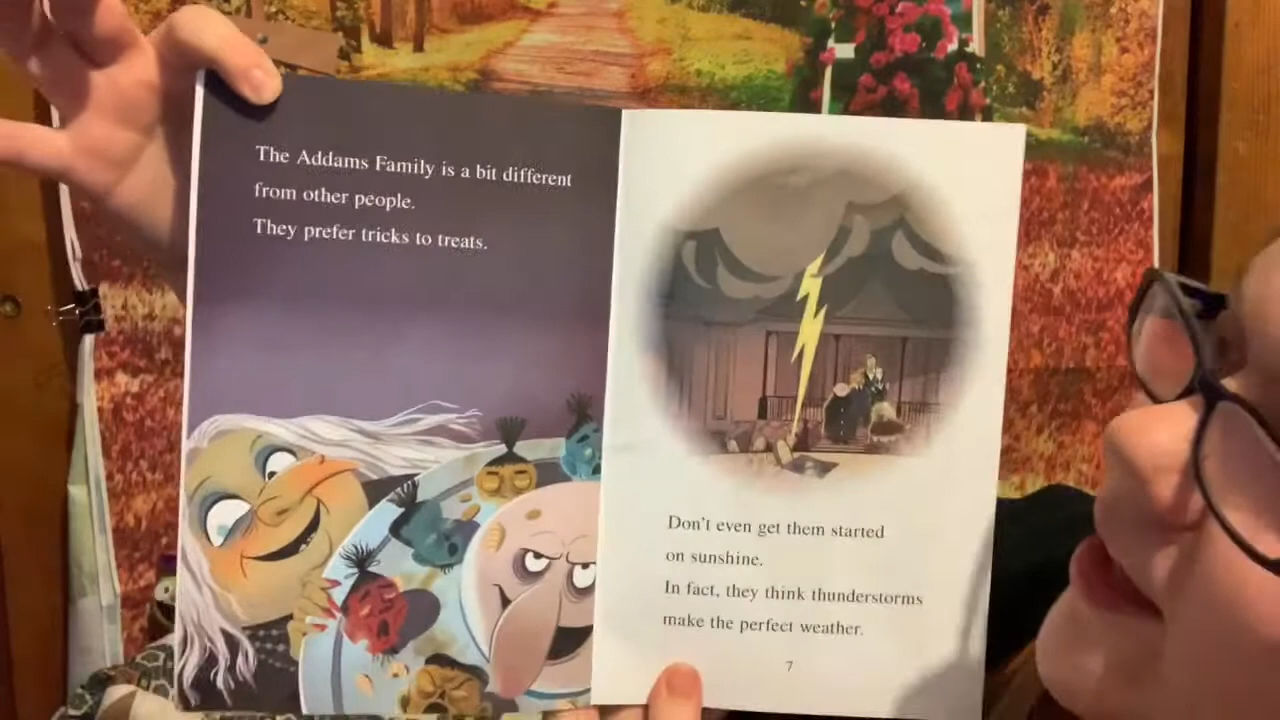 The Addams Family is a bit different
from other people.
They prefer tricks to treats.
Don't even get them started
on sunshine.
In fact, they think thunderstorms
make the perfect weather.
7